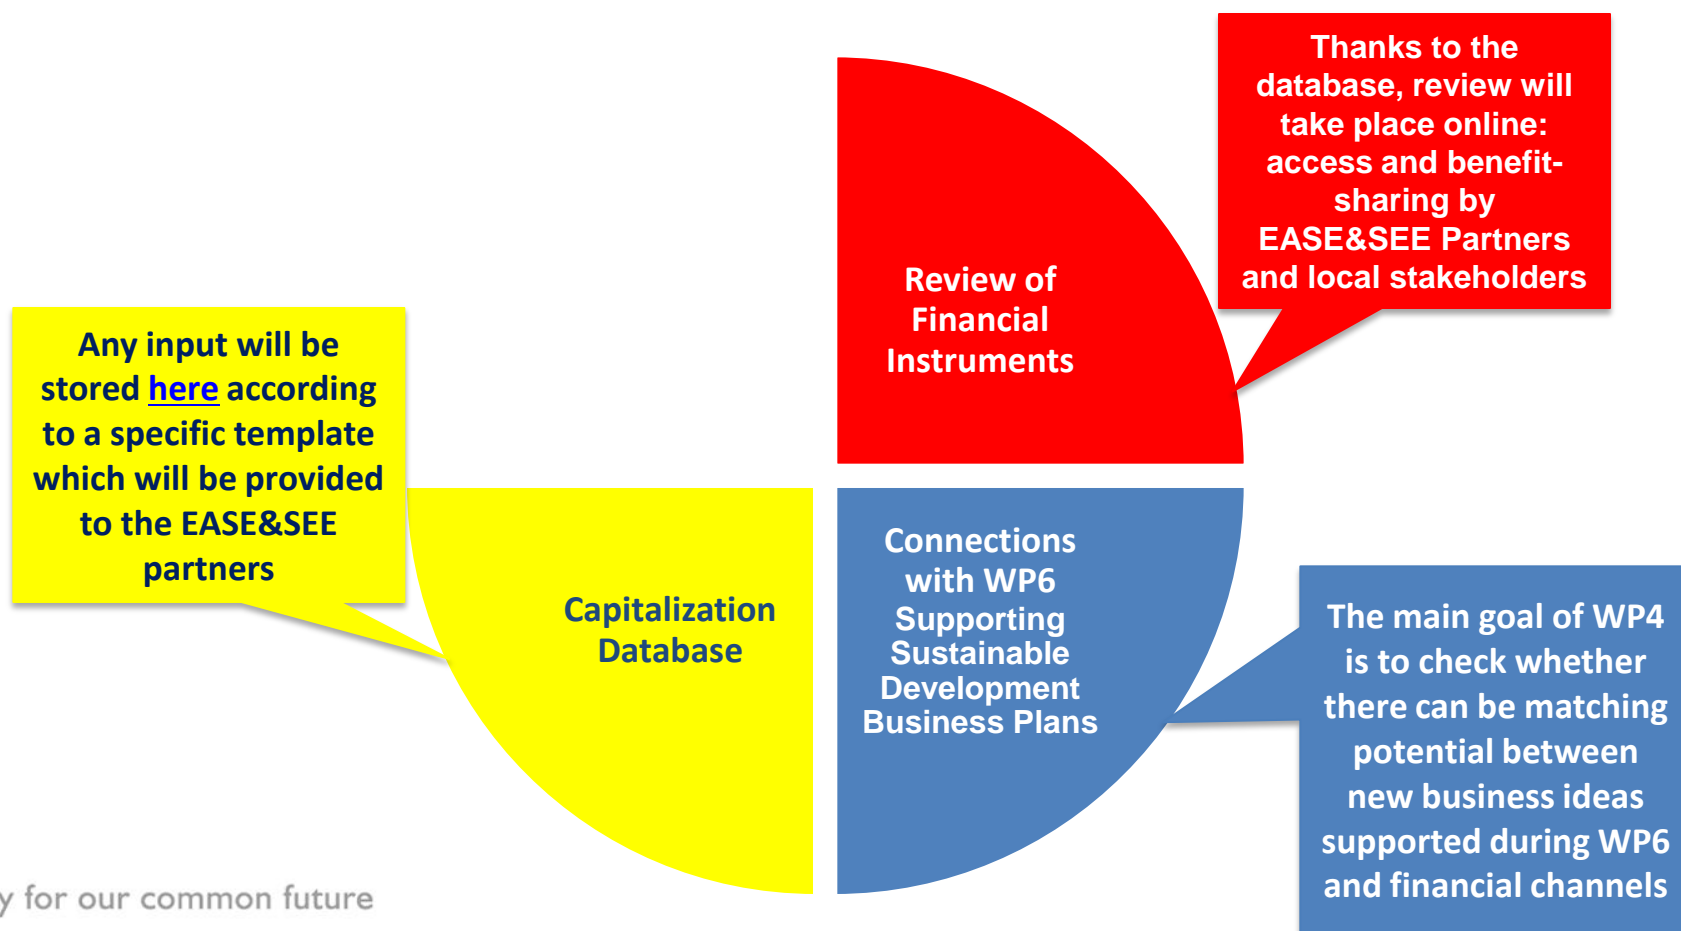 Thanks to the
database, review will
take place online:
access and benefit-
sharing by
EASE&SEE Partners
and local stakeholders
Review of
Financial
Instruments
Any input will be
stored here according
to a specific template
which will be provided
to the EASE&SEE
partners
Capitalization
Database
Connections
with WP6
Supporting
Sustainable
Development
Business Plans
The main goal of WP4
is to check whether
there can be matching
potential between
new business ideas
supported during WP6
and financial channels
y for our common future